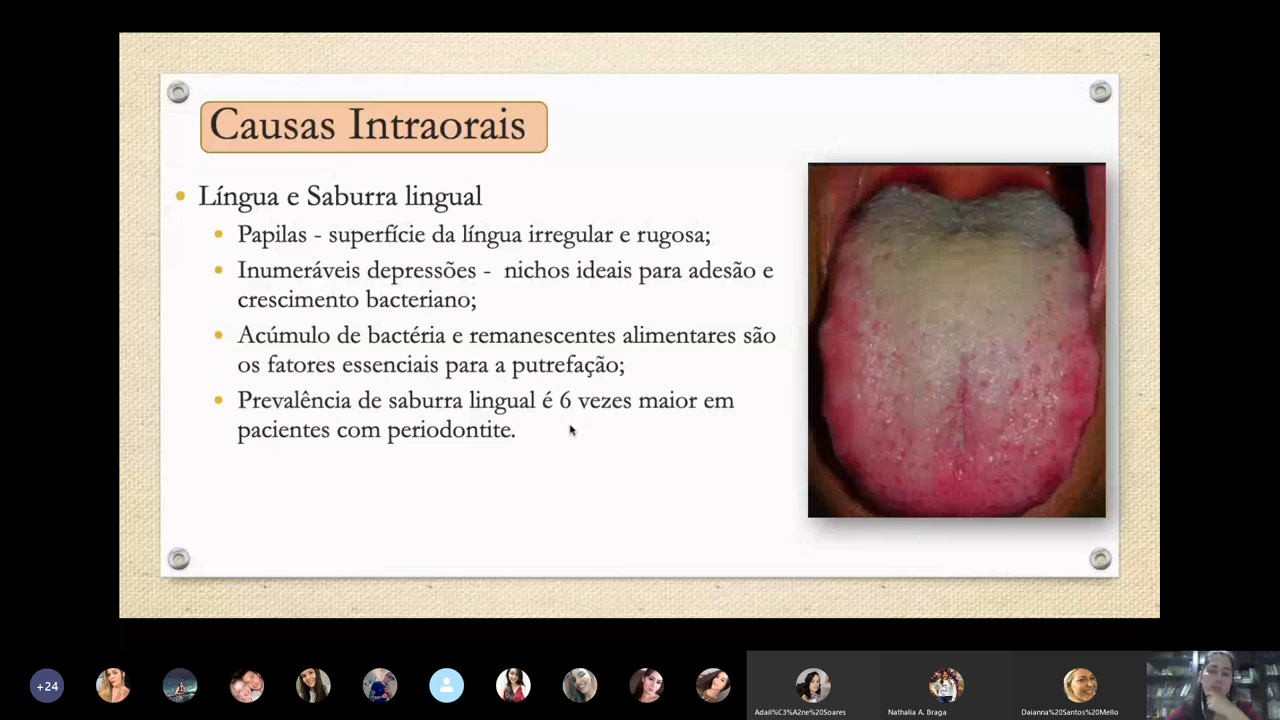 Causas Intraorais
Língua e Saburra lingual
Papilas - superfície da língua irregular e rugosa;
Inumeráveis depressões - nichos ideais para adesão e
crescimento bacteriano;
Acúmulo de bactéria e remanescentes alimentares são
os fatores essenciais para a putrefação;
Prevalência de saburra lingual é 6 vezes maior em
pacientes com periodontite.
+24
Adail%C3%A2ne%20Soares
Nathalia A. Braga
Daianna%20Santos%20Mello